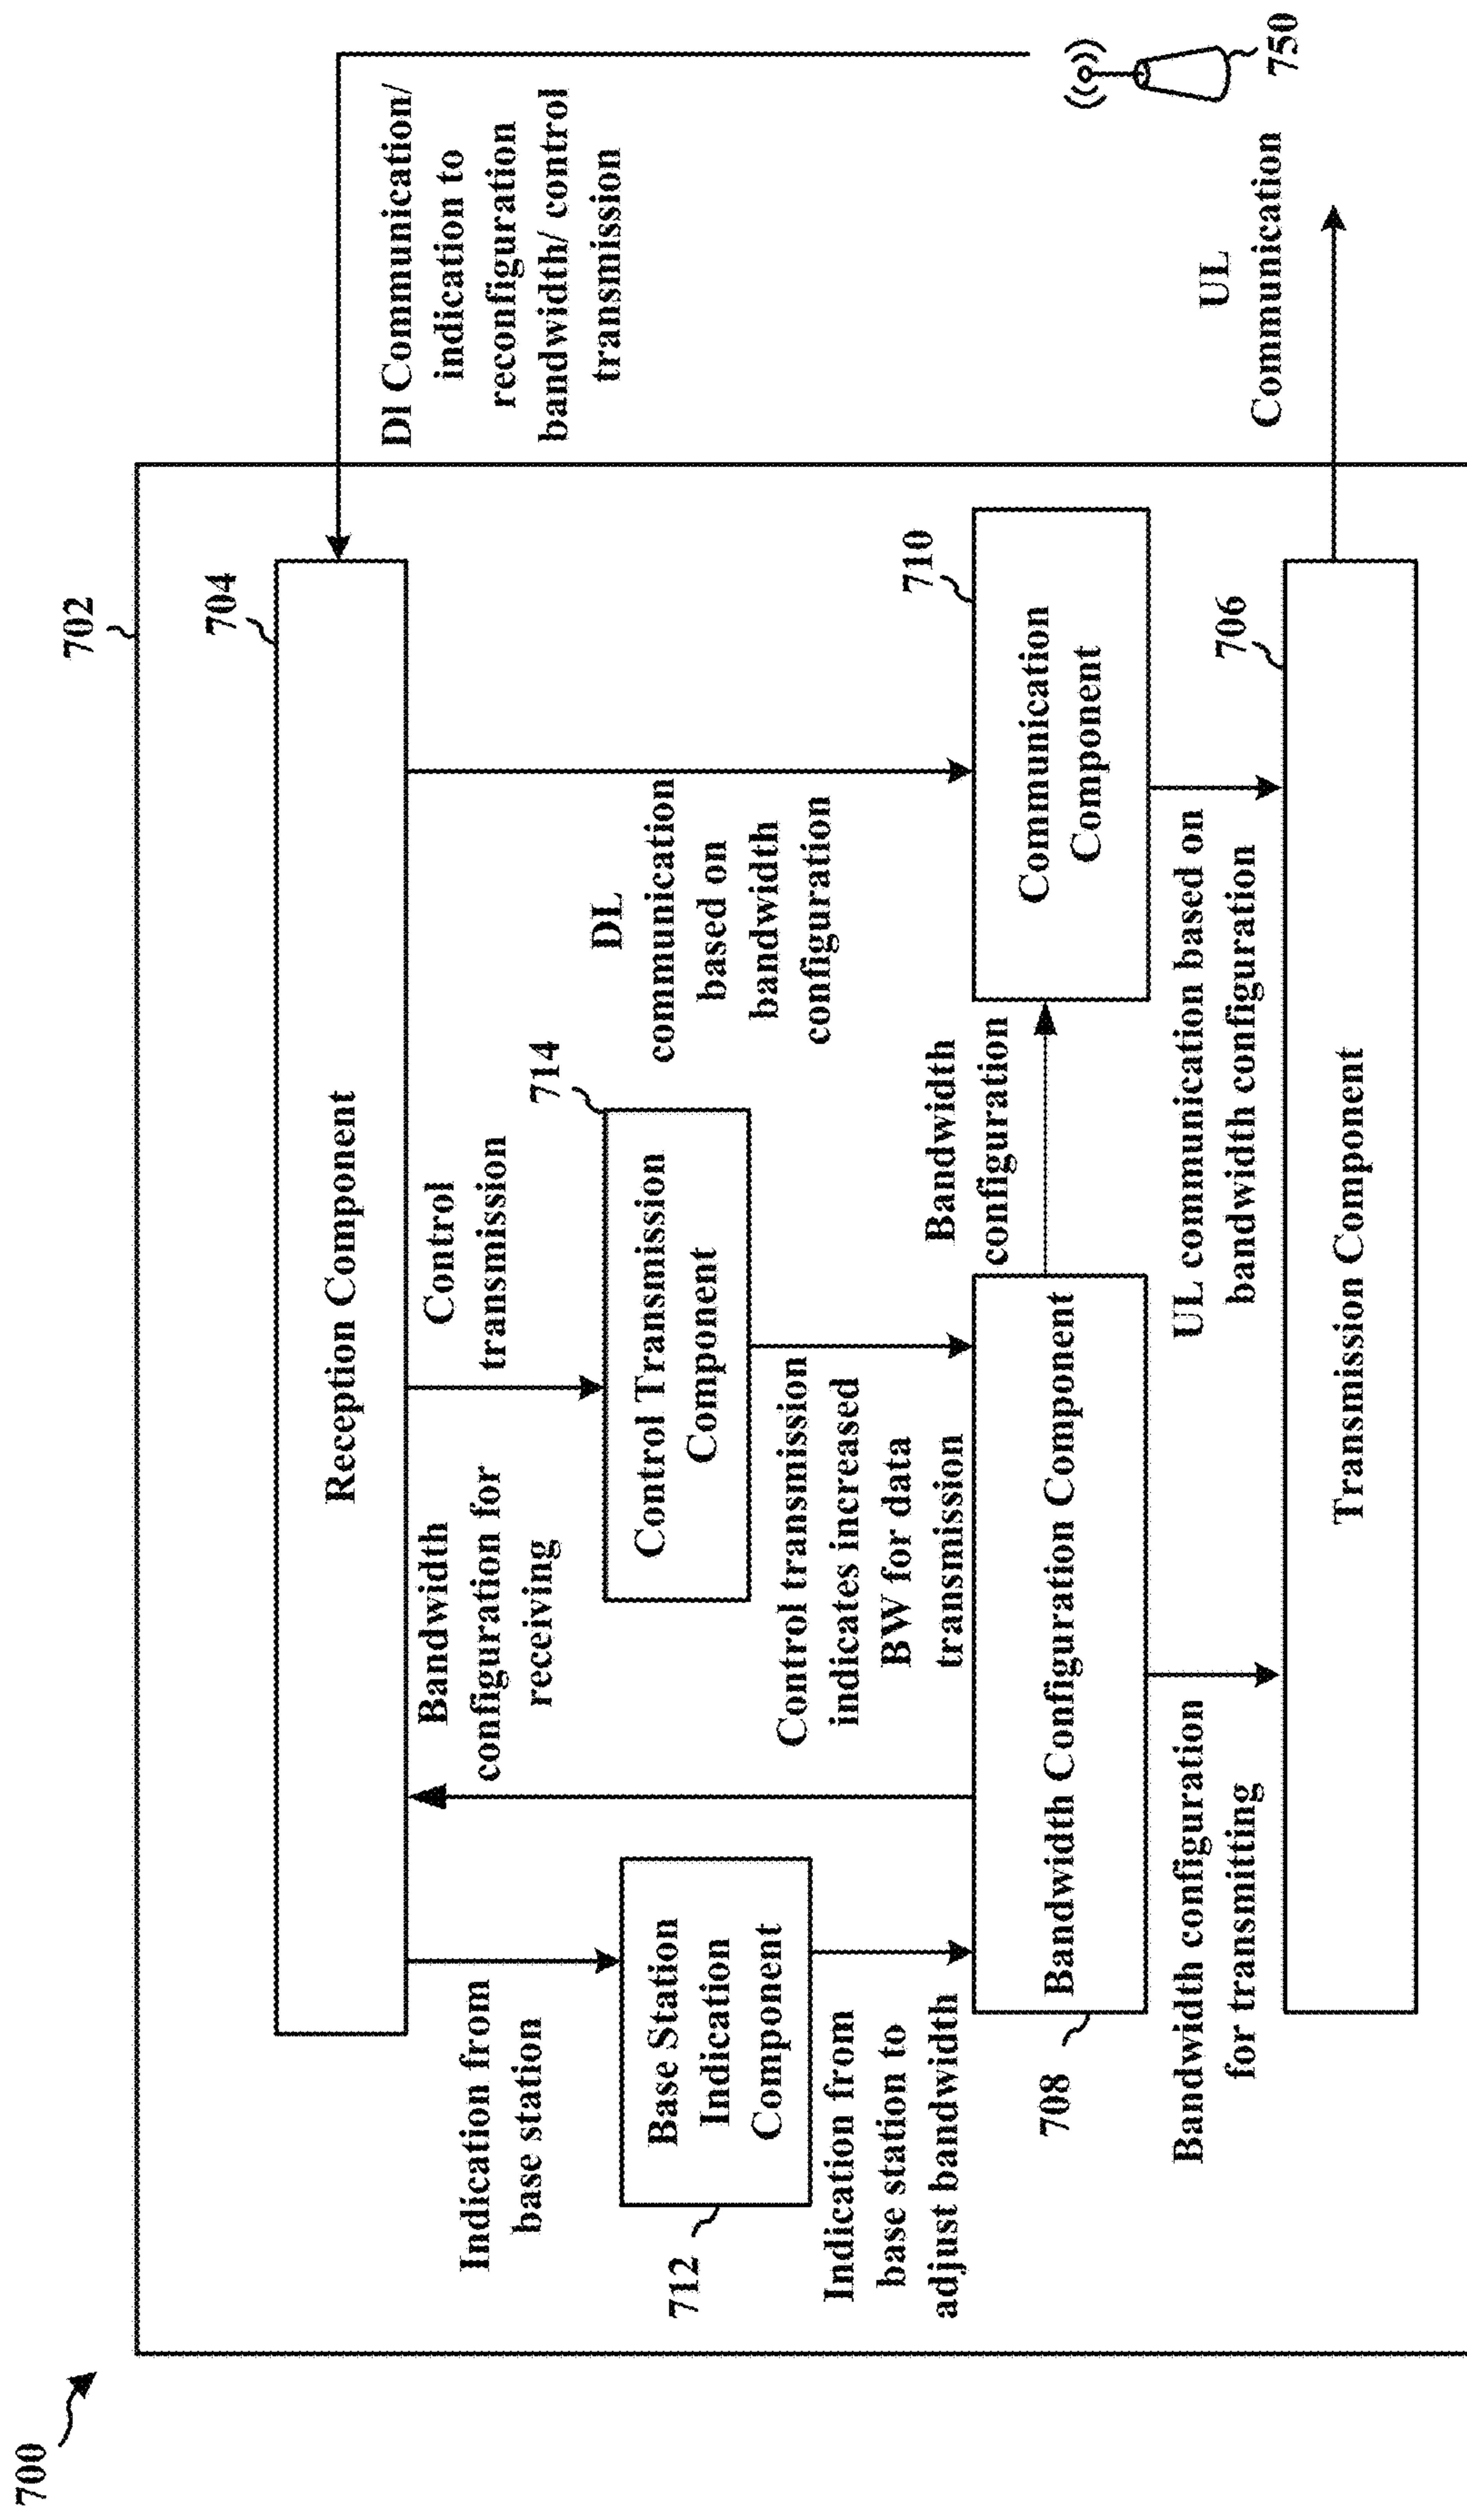 700
702
704
Reception Component
DI Communication/
indication to
reconfiguration
bandwidth/ control
transmission
Indication from
base station
Bandwidth
configuration for
receiving
Control
transmission
714
DL
communication
based on
bandwidth
configuration
712
Base Station
Indication
Component
Control Transmission
Component
Indication from
base station to
adjust bandwidth
Control transmission
indicates increased
BW for data
transmission
Bandwidth
configuration
710
Communication
Component
708
Bandwidth Configuration Component
750
Bandwidth configuration
for transmitting
UL communication based on
bandwidth configuration
706
UL
Communication
Transmission Component